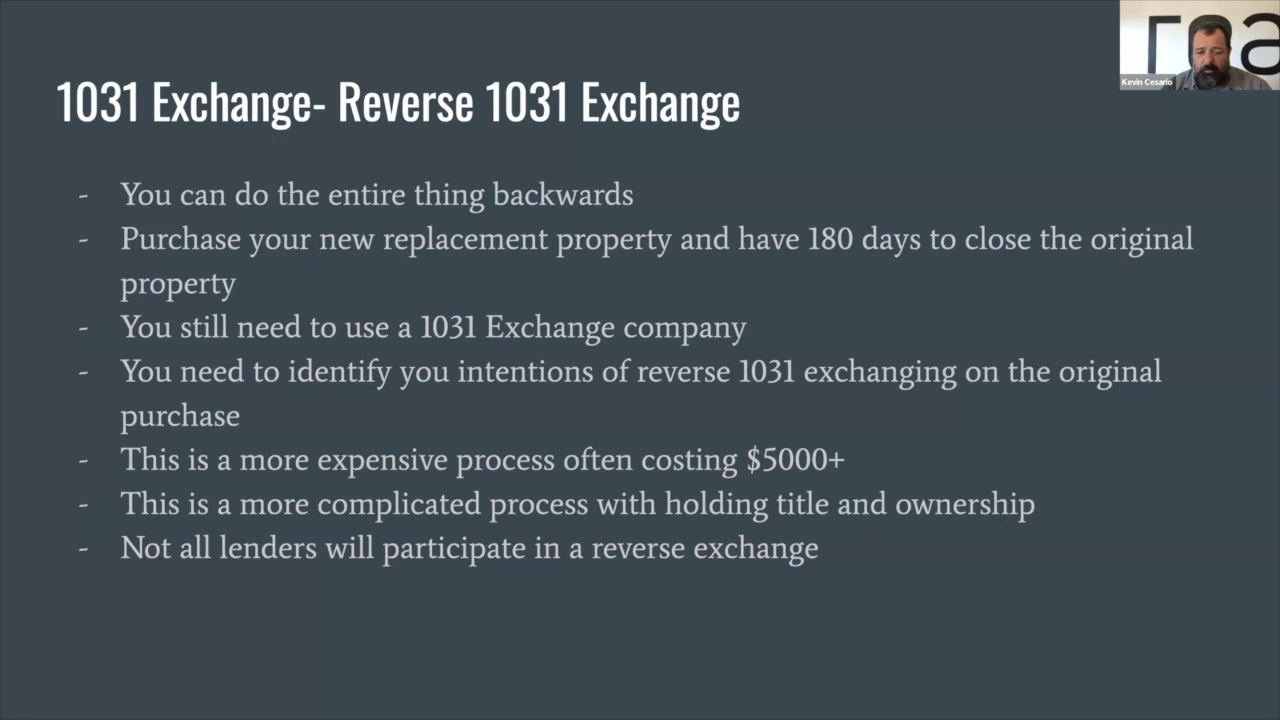 1031 Exchange- Reverse 1031 Exchange
- You can do the entire thing backwards
- Purchase your new replacement property and have 180 days to close the original
property
- You still need to use a 1031 Exchange company
- You need to identify you intentions of reverse 1031 exchanging on the original
purchase
- This is a more expensive process often costing $5000+
- This is a more complicated process with holding title and ownership
- Not all lenders will participate in a reverse exchange
Kevin Cesario